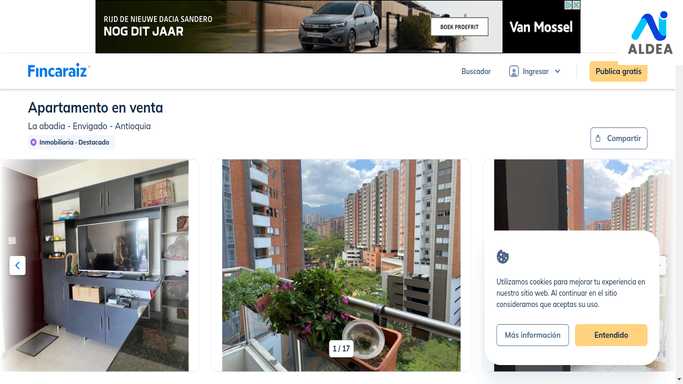 RIJD DE NIEUWE DACIA SANDERO
NOG DIT JAAR
BOEK PROEFRIT
Van Mossel
ALDEA
Fincaraiz
Buscador
Ingresar
Publica gratis
Apartamento en venta
La abadia - Envigado - Antioquia
Inmobiliaria · Destacado
Compartir
1 / 17
Utilizamos cookies para mejorar tu experiencia en
nuestro sitio web. Al continuar en el sitio
consideramos que aceptas su uso.
Más información
Entendido